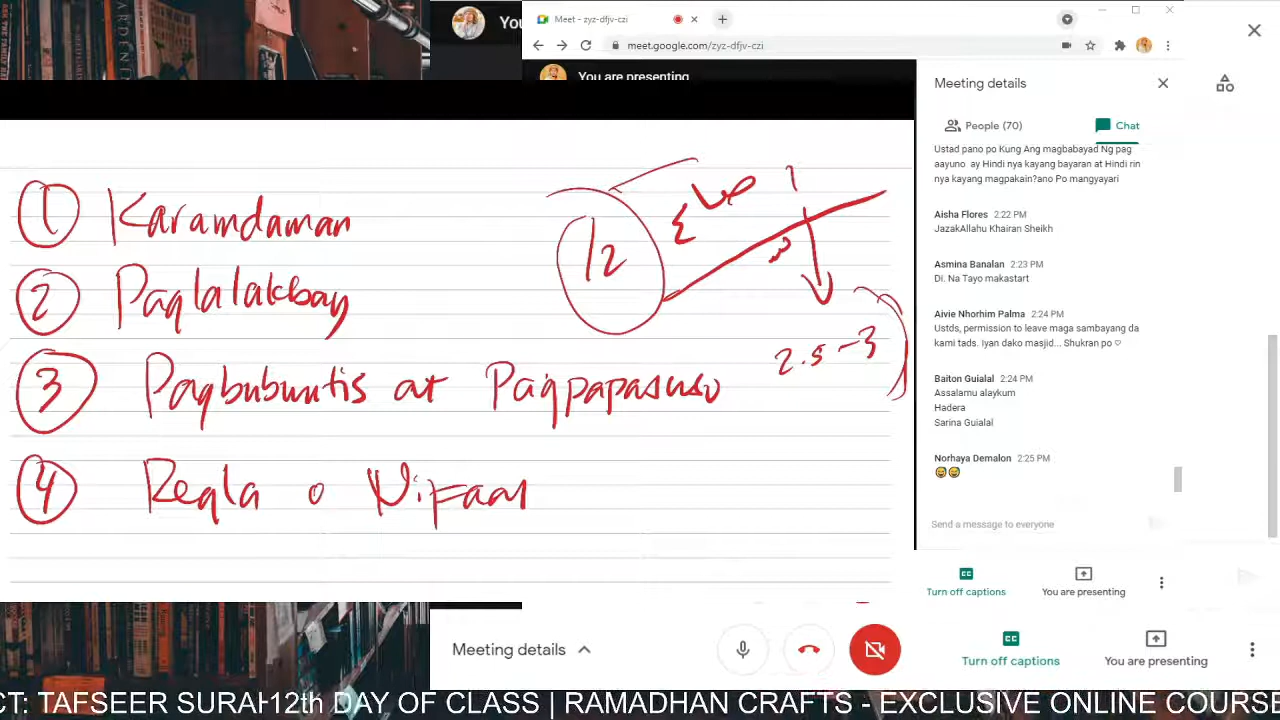 You
Meet - zyz-dfjv-czi
meet.google.com/zyz-dfjv-czi
You are presenting
Meeting details
People (70)
Chat
Ustad pano po Kung Ang magbabayad Ng pag
aayuno ay Hindi nya kayang bayaran at Hindi rin
nya kayang magpakain?ano Po mangyayari
Aisha Flores 2:22 PM
JazakAllahu Khairan Sheikh
Asmina Banalan 2:23 PM
Di. Na Tayo makastart
Aivie Nhorhim Palma 2:24 PM
Ustds, permission to leave maga sambayang da
kami tads. Iyan dako masjid... Shukran po ♡
Baiton Guialal 2:24 PM
Assalamu alaykum
Hadera
Sarina Guialal
Norhaya Demalon 2:25 PM
😅😅
Send a message to everyone
Turn off captions
You are presenting
1 Karamdaman
2 Paglalakbay
3 Pagbubuntis at Pagpapasuso
4 Regla o Nifaas
12
2.5 - 3
Meeting details
Turn off captions
You are presenting
CT: TAFSEER SURAH 12th DAY OF CLASS | RAMADHAN CRAFTS - EXCLUSIVE ONLINE COURSE